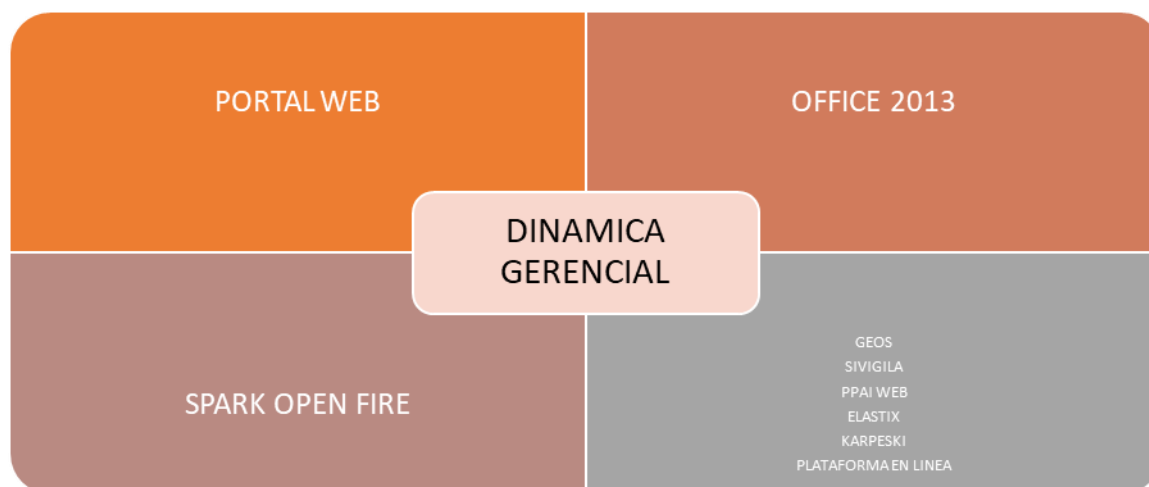 PORTAL WEB
OFFICE 2013
DINAMICA
GERENCIAL
SPARK OPEN FIRE
GEOS
SIVIGILA
PPAI WEB
ELASTIX
KARPESKI
PLATAFORMA EN LINEA